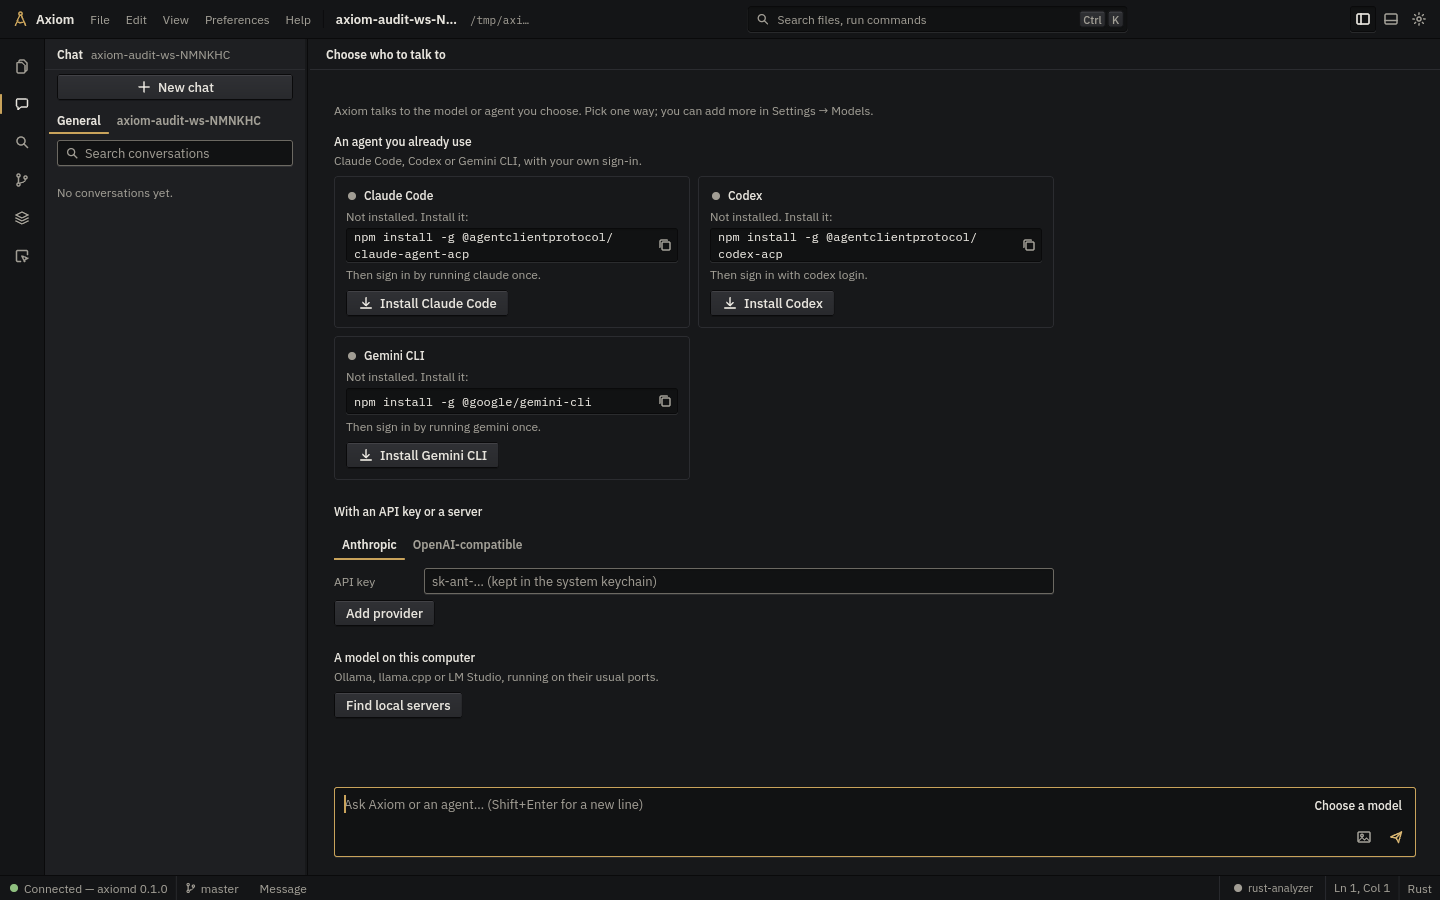 Axiom File Edit View Preferences Help axiom-audit-ws-N... /tmp/axi... Search files, run commands Ctrl K
Chat axiom-audit-ws-NMNKHC
New chat
General axiom-audit-ws-NMNKHC
Search conversations
No conversations yet.
Choose who to talk to
Axiom talks to the model or agent you choose. Pick one way; you can add more in Settings → Models.
An agent you already use
Claude Code, Codex or Gemini CLI, with your own sign-in.
Claude Code
Not installed. Install it:
npm install -g @agentclientprotocol/
claude-agent-acp
Then sign in by running claude once.
Install Claude Code
Codex
Not installed. Install it:
npm install -g @agentclientprotocol/
codex-acp
Then sign in with codex login.
Install Codex
Gemini CLI
Not installed. Install it:
npm install -g @google/gemini-cli
Then sign in by running gemini once.
Install Gemini CLI
With an API key or a server
Anthropic OpenAI-compatible
API key sk-ant-... (kept in the system keychain)
Add provider
A model on this computer
Ollama, llama.cpp or LM Studio, running on their usual ports.
Find local servers
Ask Axiom or an agent... (Shift+Enter for a new line) Choose a model
Connected — axiomd 0.1.0 master Message rust-analyzer Ln 1, Col 1 Rust